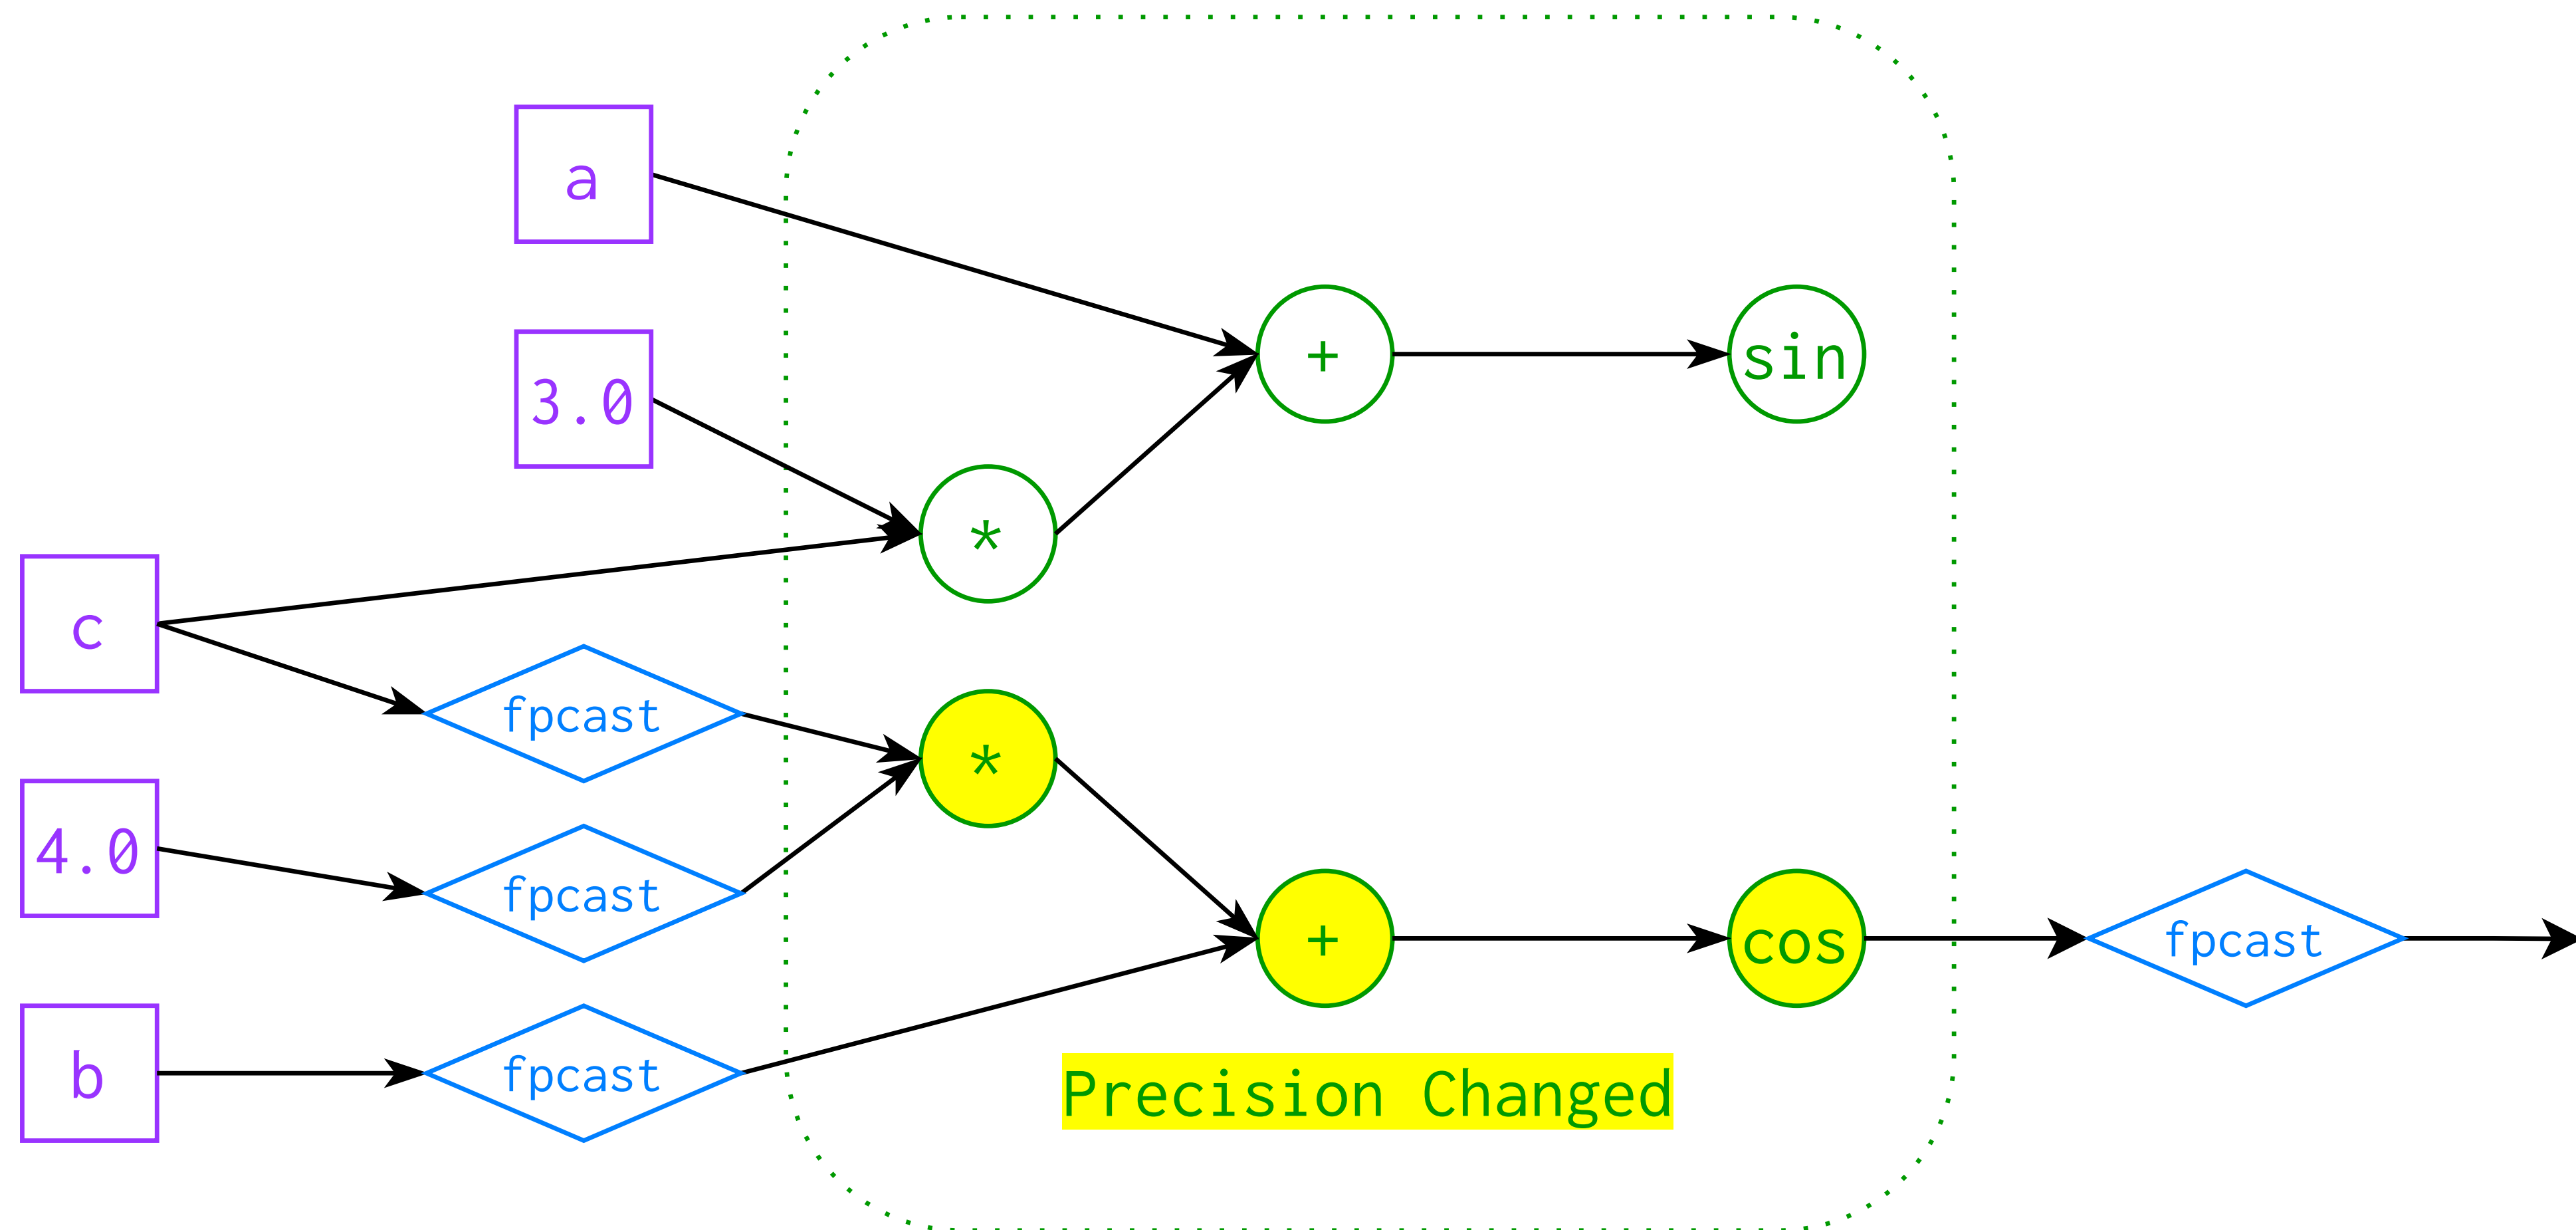 a
3.0
+
sin
*
c
fpcast
*
4.0
fpcast
+
cos
fpcast
b
fpcast
Precision Changed